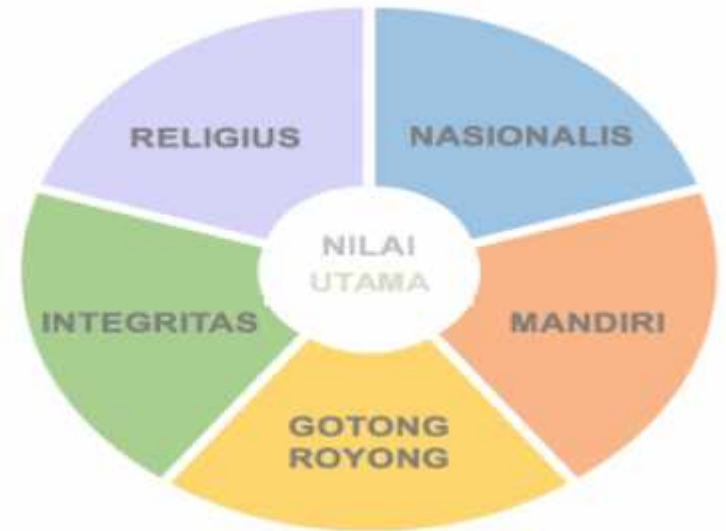 RELIGIUS
NASIONALIS
NILAI
UTAMA
INTEGRITAS
MANDIRI
GOTONG
ROYONG